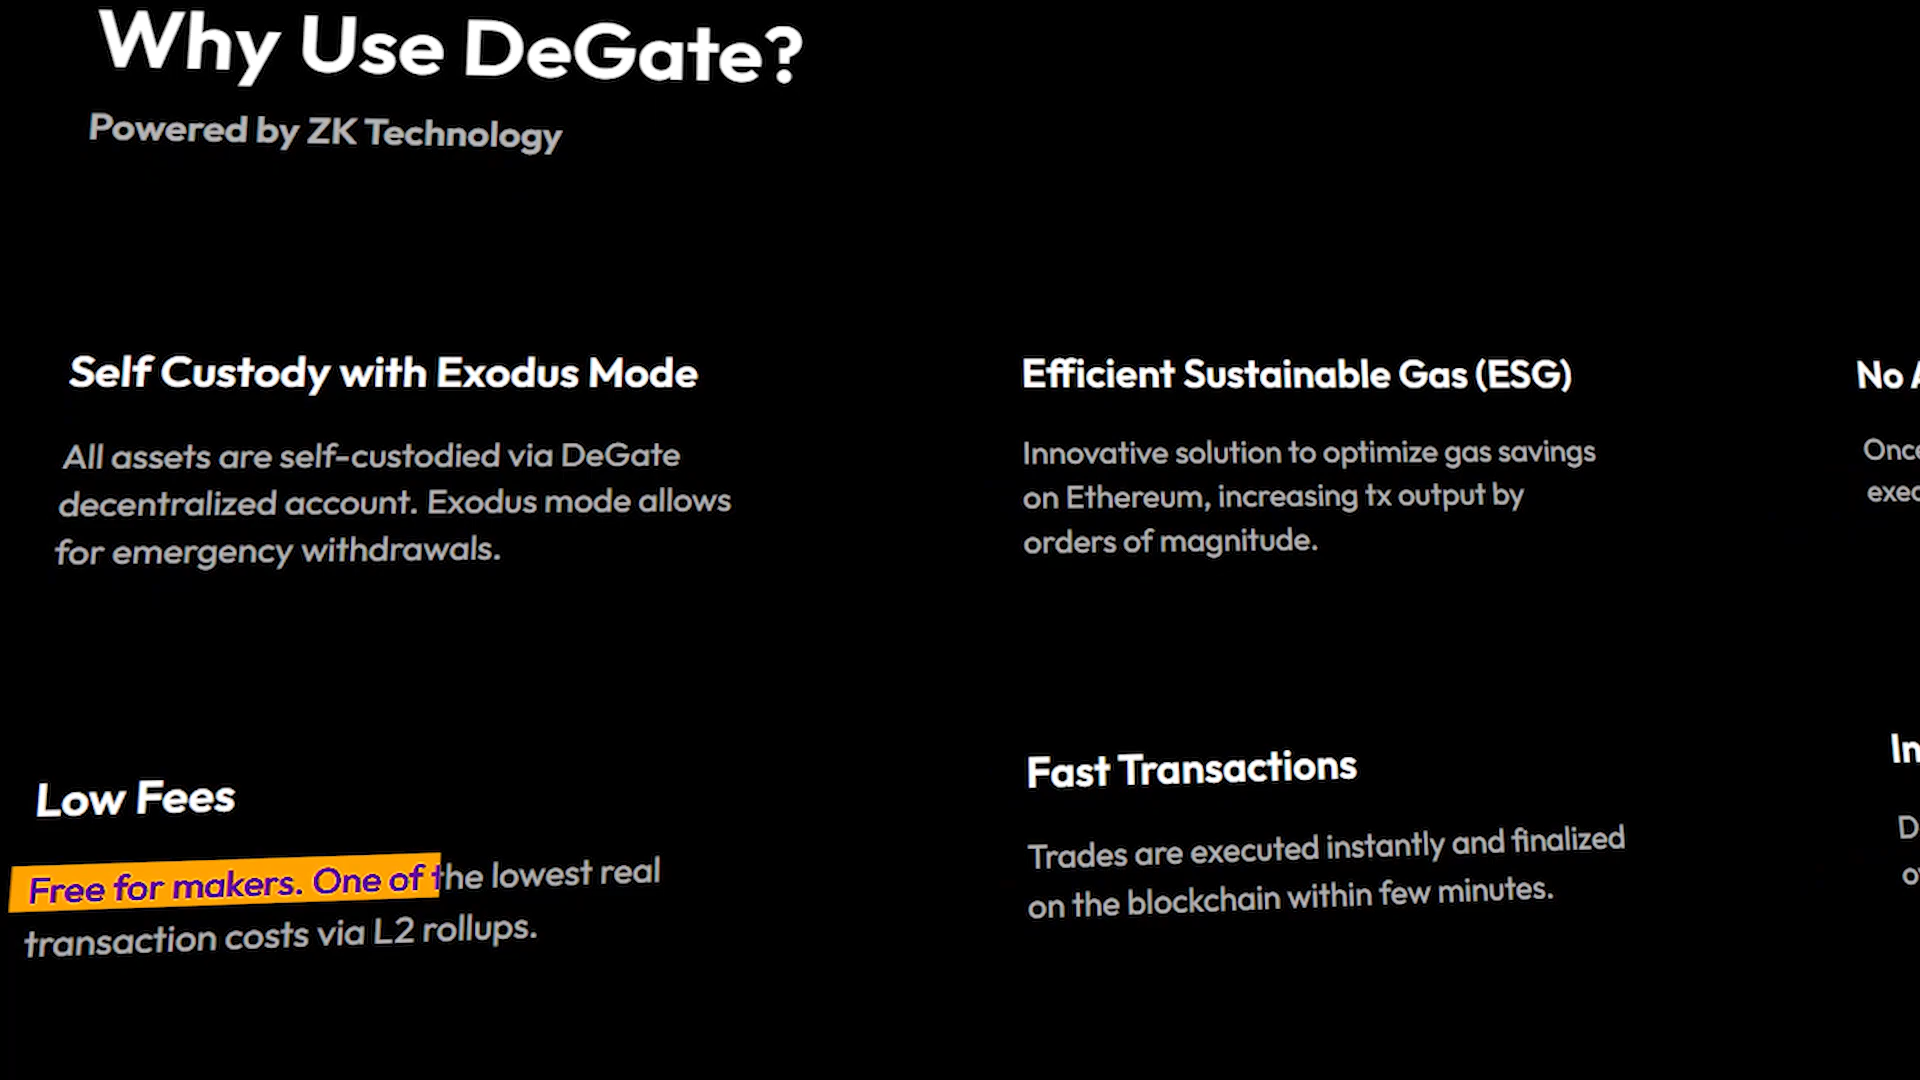 Why Use DeGate?
Powered by ZK Technology
Self Custody with Exodus Mode
All assets are self-custodied via DeGate
decentralized account. Exodus mode allows
for emergency withdrawals.
Efficient Sustainable Gas (ESG)
Innovative solution to optimize gas savings
on Ethereum, increasing tx output by
orders of magnitude.
No
Low Fees
Free for makers. One of the lowest real
transaction costs via L2 rollups.
Fast Transactions
Trades are executed instantly and finalized
on the blockchain within few minutes.